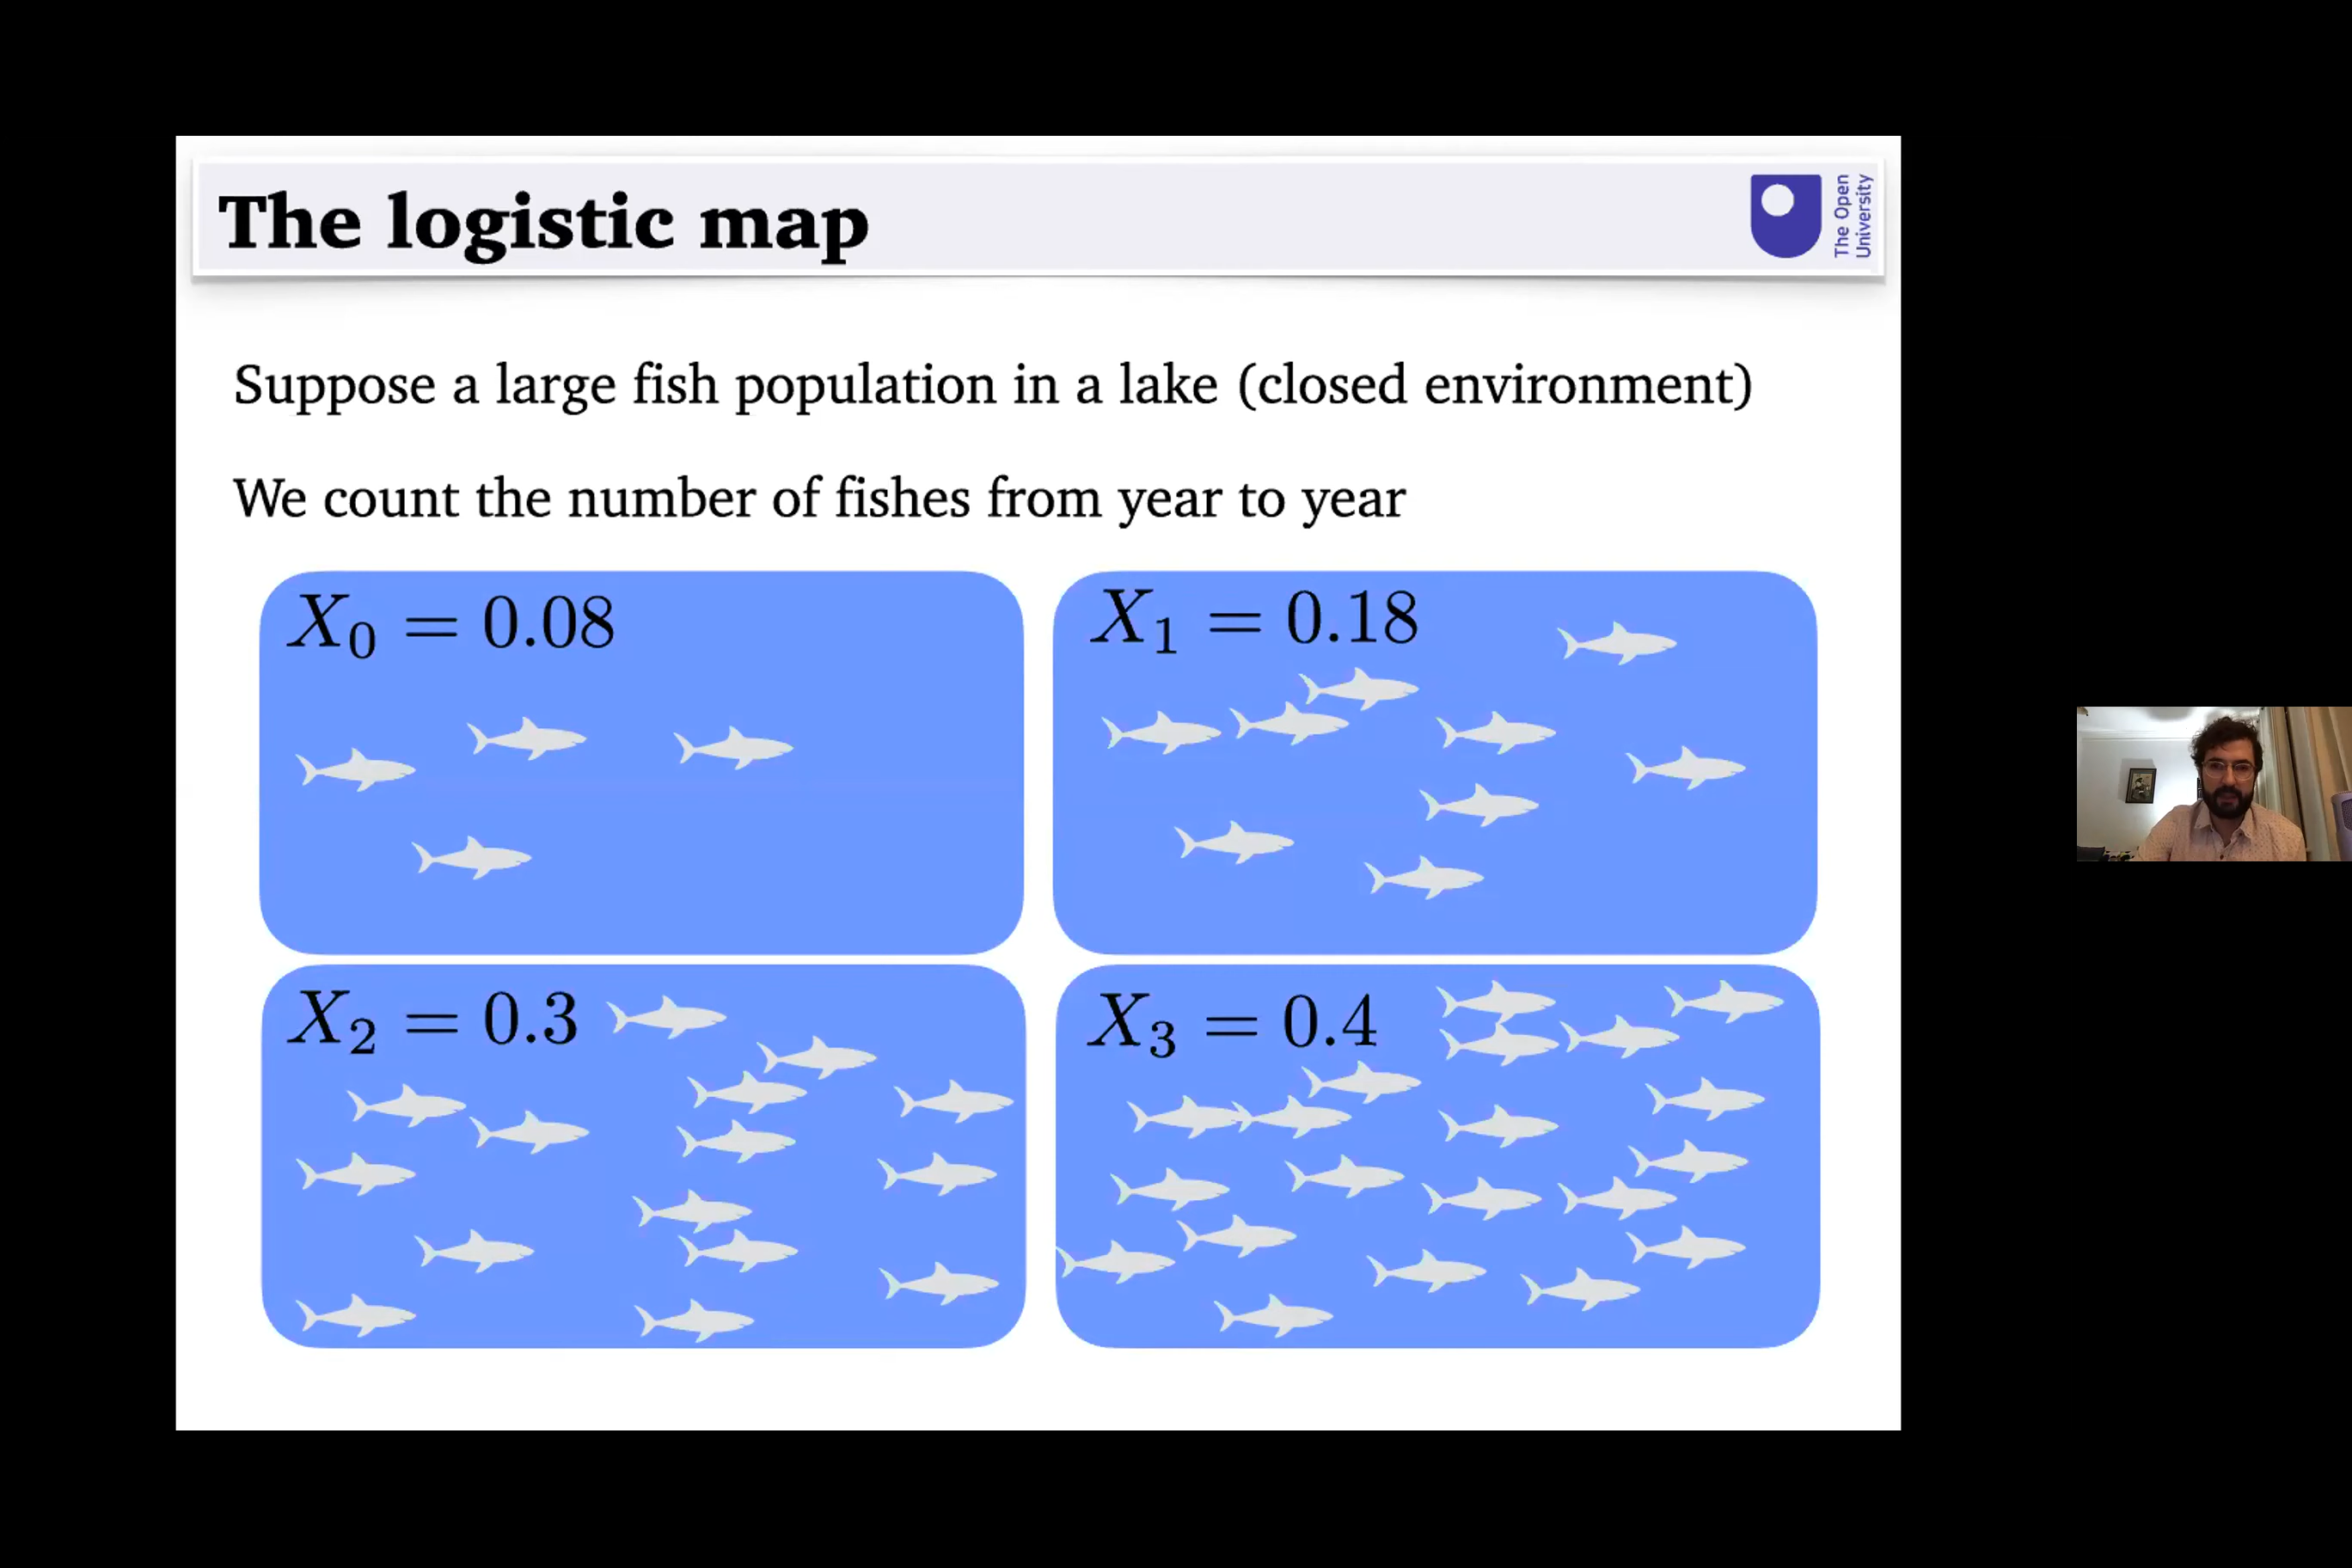 The logistic map
The Open
University
Suppose a large fish population in a lake (closed environment)
We count the number of fishes from year to year
X₀ = 0.08
X₁ = 0.18
X₂ = 0.3
X₃ = 0.4